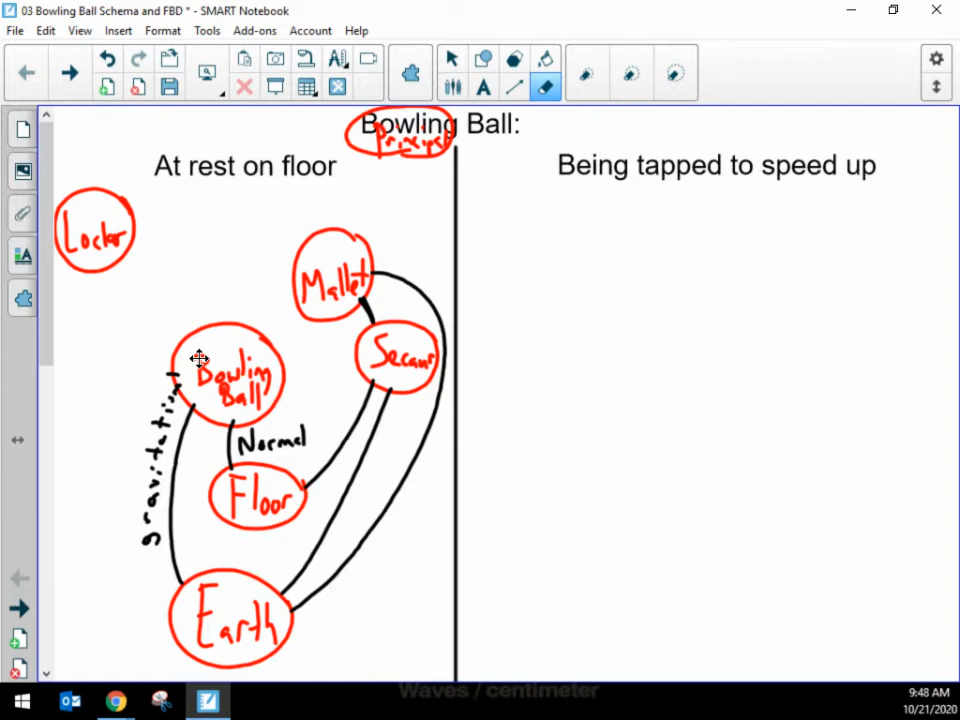 03 Bowling Ball Schema and FBD * - SMART Notebook
File Edit View Insert Format Tools Add-ons Account Help
Bowling Ball:
At rest on floor
Being tapped to speed up
Locker
Mallet
Bowling
Ball
Normal
gravitational
Floor
Earth
Waves / centimeter
9:48 AM
10/21/2020